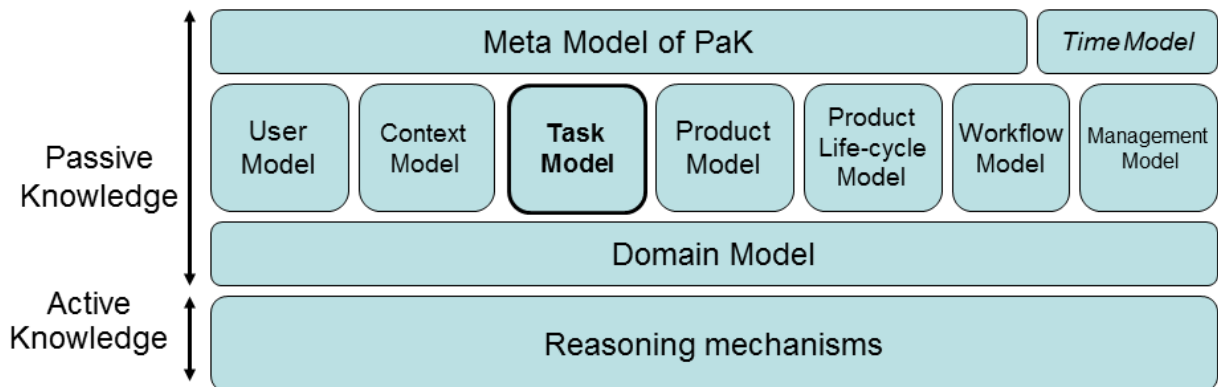 Meta Model of PaK
Time Model
User
Model
Context
Model
Task
Model
Product
Model
Product
Life-cycle
Model
Workflow
Model
Management
Model
Passive
Knowledge
Domain Model
Active
Knowledge
Reasoning mechanisms